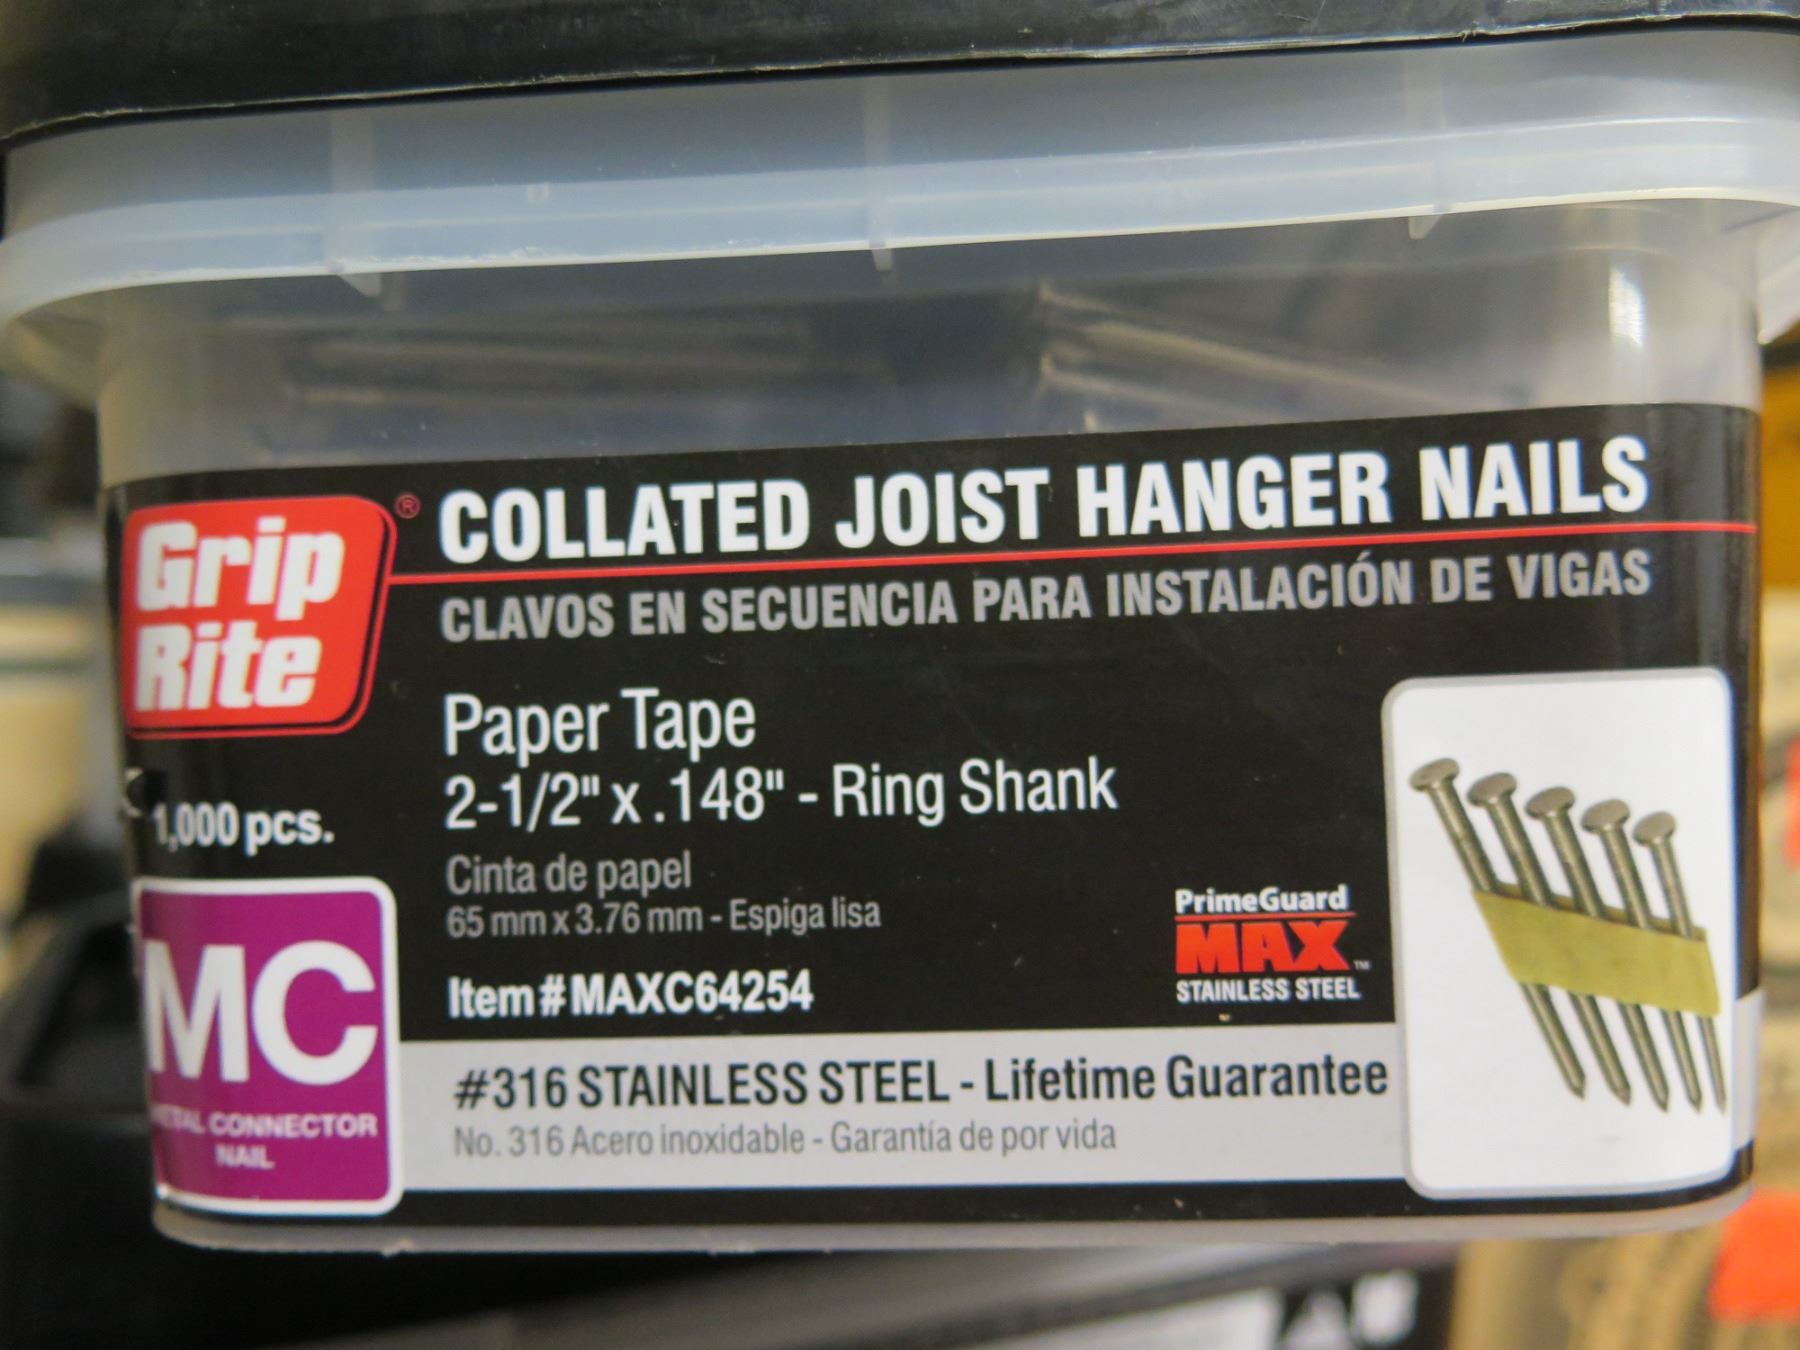 Grip
Rite
®
COLLATED JOIST HANGER NAILS
CLAVOS EN SECUENCIA PARA INSTALACIÓN DE VIGAS
Paper Tape
2-1/2" x .148" - Ring Shank
1,000 pcs.
Cinta de papel
65 mm x 3.76 mm - Espiga lisa
PrimeGuard
MAX™
STAINLESS STEEL
Item#MAXC64254
MC
METAL CONNECTOR
NAIL
#316 STAINLESS STEEL - Lifetime Guarantee
No. 316 Acero inoxidable - Garantía de por vida